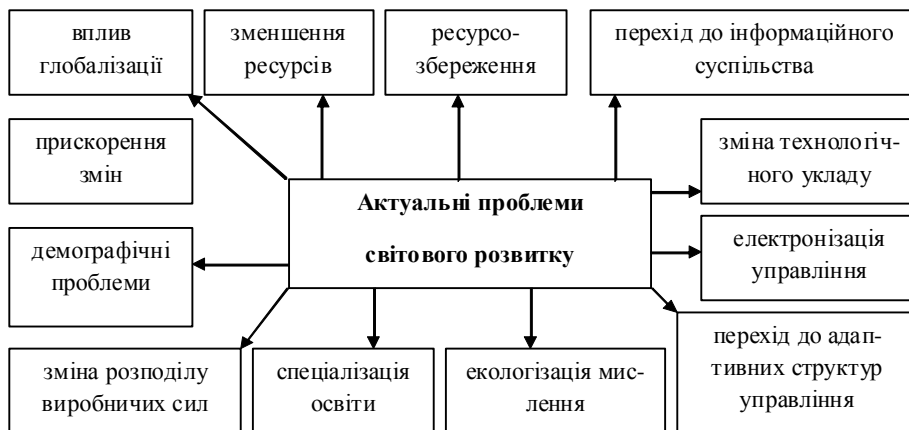 вплив
глобалізації
зменшення
ресурсів
ресурсо-
збереження
перехід до інформаційного
суспільства
прискорення
змін
зміна технологіч-
ного укладу
Актуальні проблеми
світового розвитку
демографічні
проблеми
електронізація
управління
зміна розподілу
виробничих сил
спеціалізація
освіти
екологізація мис-
лення
перехід до адап-
тивних структур
управління